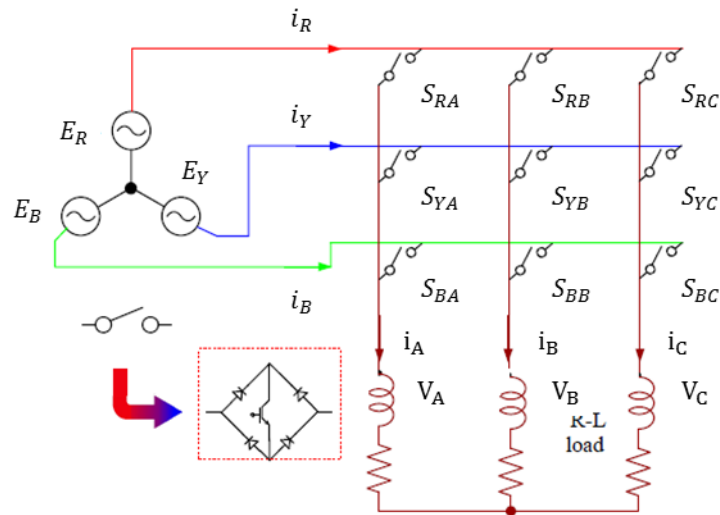 i_R
S_RA S_RB S_RC
E_R
i_Y
E_Y
S_YA S_YB S_YC
E_B
i_B
S_BA S_BB S_BC
i_A i_B i_C
V_A V_B V_C
R-L
load